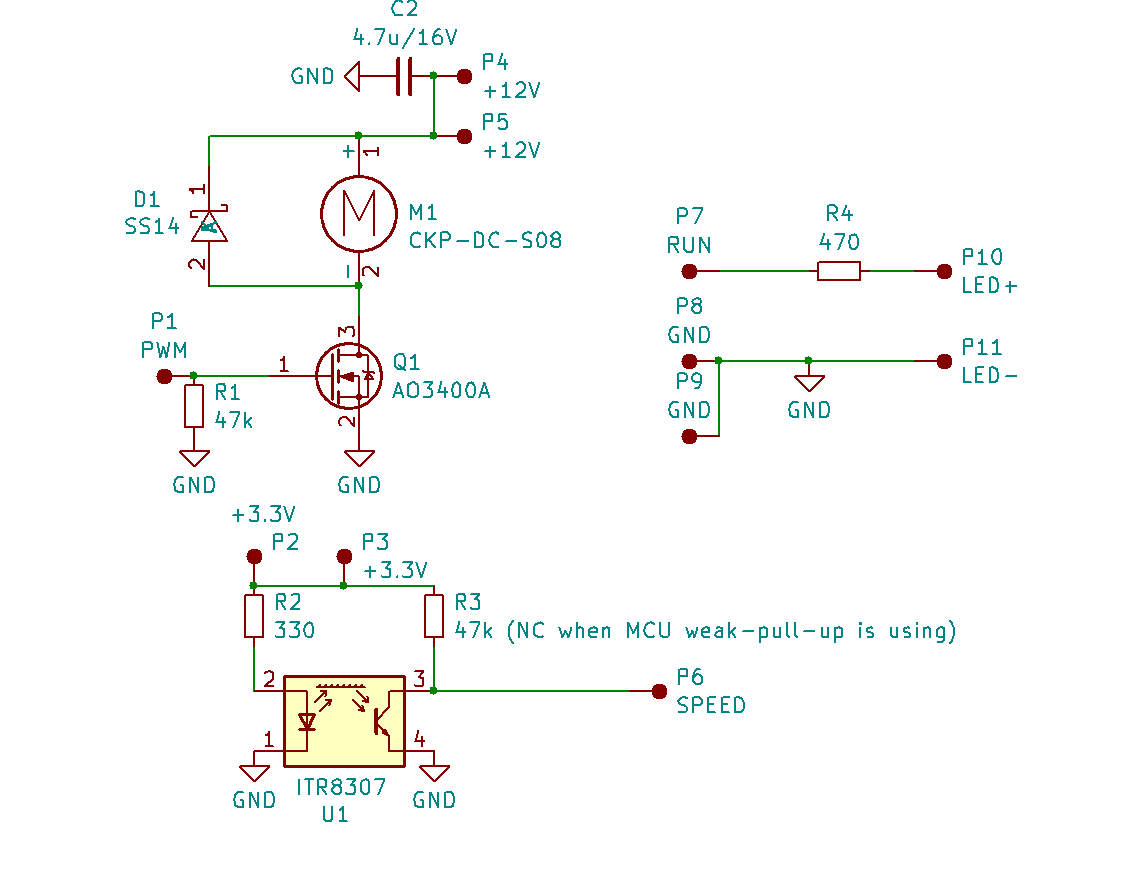 C2
4.7u/16V
GND
P4
+12V
P5
+12V
+ 1
1
D1
SS14
A
M
M1
CKP-DC-S08
2
- 2
P1
PWM
3
1
Q1
AO3400A
R1
47k
2
GND
GND
P7
RUN
R4
470
P10
LED+
P8
GND
P11
LED-
P9
GND
GND
+3.3V
P2
P3
+3.3V
R2
330
R3
47k (NC when MCU weak-pull-up is using)
2
3
P6
SPEED
1
4
GND
GND
ITR8307
U1